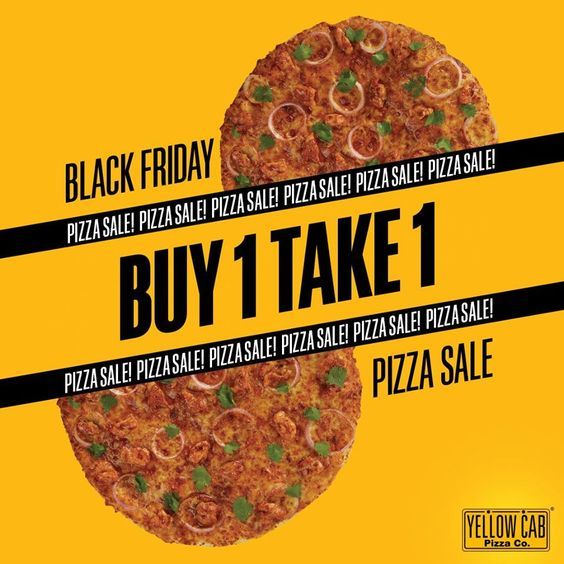 BLACK FRIDAY
PIZZA SALE! PIZZA SALE! PIZZA SALE! PIZZA SALE! PIZZA SALE! PIZZA SALE!
BUY 1 TAKE 1
PIZZA SALE! PIZZA SALE! PIZZA SALE! PIZZA SALE! PIZZA SALE! PIZZA SALE!
PIZZA SALE
YELLOW CAB®
Pizza Co.